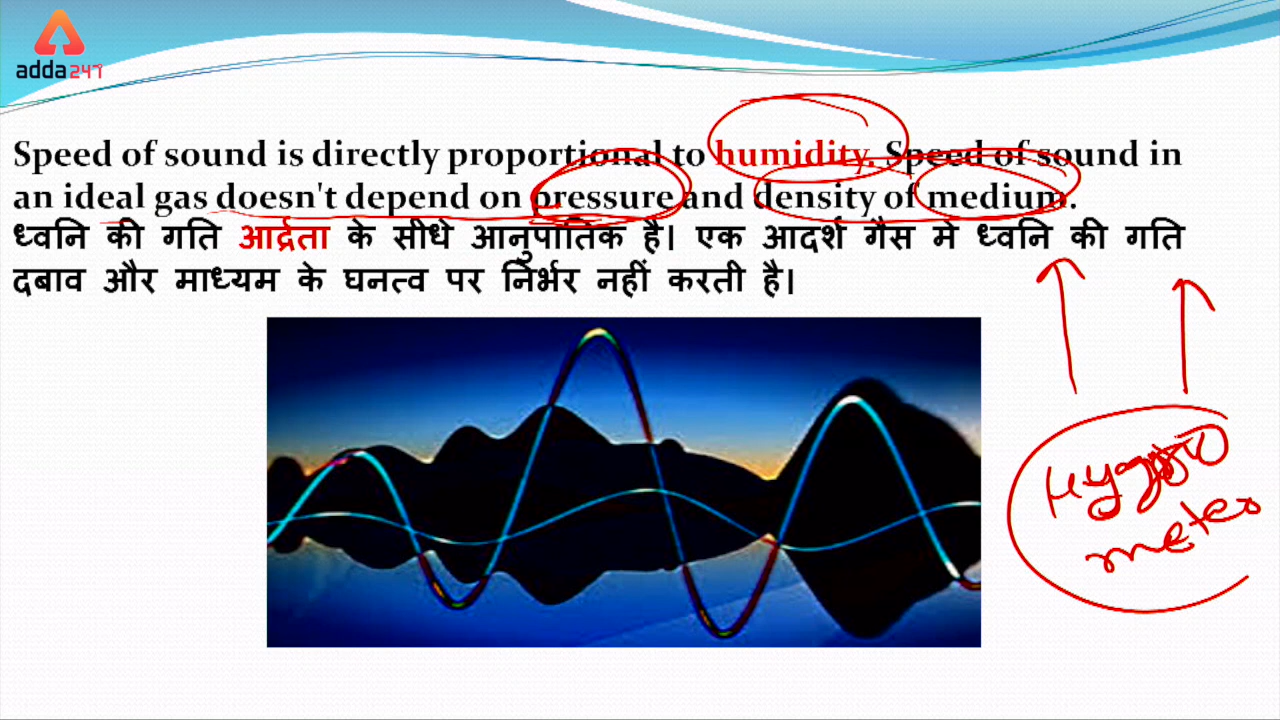 adda247
Speed of sound is directly proportional to humidity. Speed of sound in
an ideal gas doesn't depend on pressure and density of medium.
ध्वनि की गति आर्द्रता के सीधे आनुपातिक है। एक आदर्श गैस में ध्वनि की गति
दबाव और माध्यम के घनत्व पर निर्भर नहीं करती है।
Hygro
meter